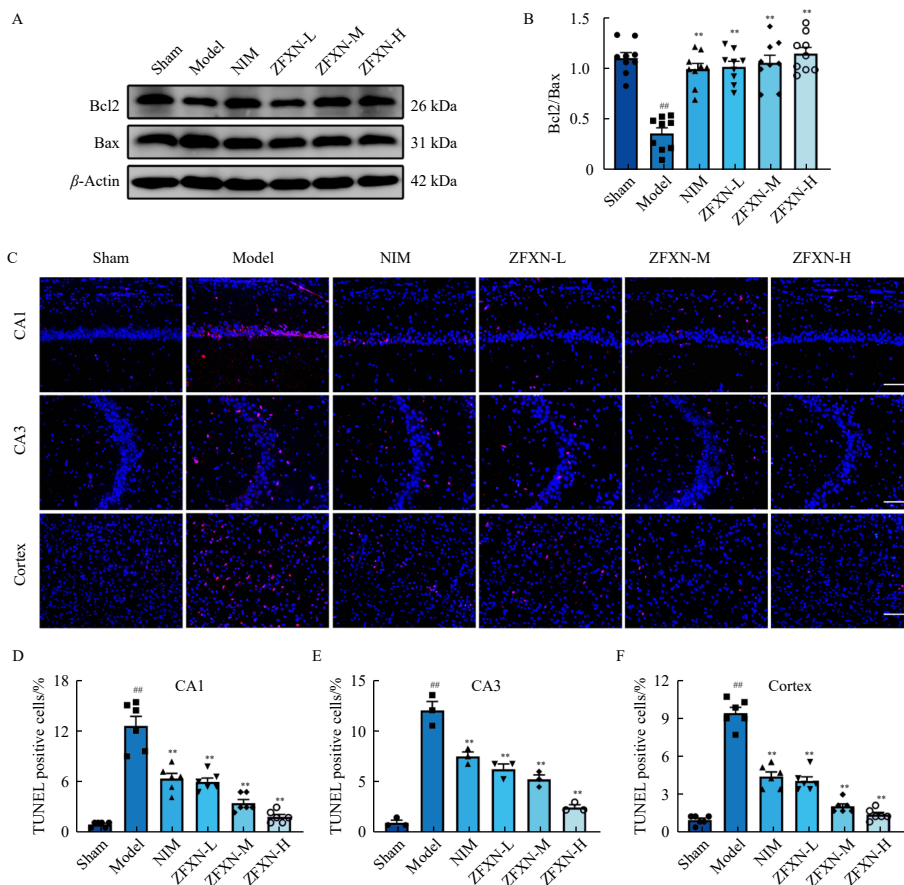 A
Sham Model NIM ZFXN-L ZFXN-M ZFXN-H
Bcl2 26 kDa
Bax 31 kDa
β-Actin 42 kDa
B
Bcl2/Bax
1.5
1.0
0.5
0
##
**
**
**
**
Sham Model NIM ZFXN-L ZFXN-M ZFXN-H
C
Sham Model NIM ZFXN-L ZFXN-M ZFXN-H
CA1
CA3
Cortex
D
CA1
TUNEL positive cells/%
18
12
6
0
##
**
**
**
**
Sham Model NIM ZFXN-L ZFXN-M ZFXN-H
E
CA3
TUNEL positive cells/%
15
10
5
0
##
**
**
**
**
Sham Model NIM ZFXN-L ZFXN-M ZFXN-H
F
Cortex
TUNEL positive cells/%
12
9
6
3
0
##
**
**
**
**
Sham Model NIM ZFXN-L ZFXN-M ZFXN-H